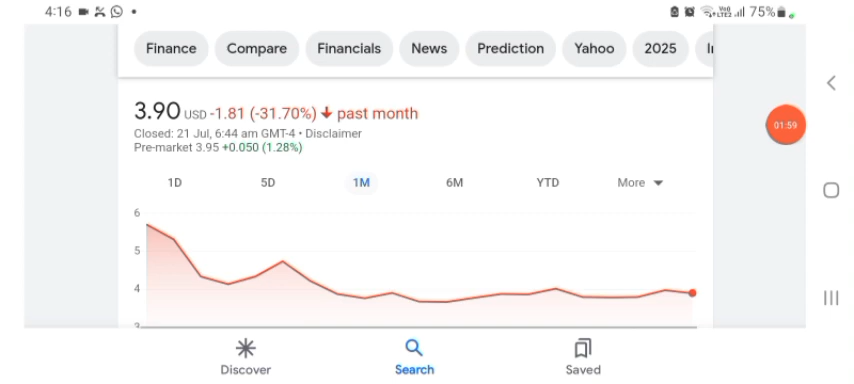 4:16 75%
Finance Compare Financials News Prediction Yahoo 2025
3.90 USD -1.81 (-31.70%) past month
Closed: 21 Jul, 6:44 am GMT-4 • Disclaimer
Pre-market 3.95 +0.050 (1.28%)
01:59
1D 5D 1M 6M YTD More
6
5
4
3
Discover Search Saved